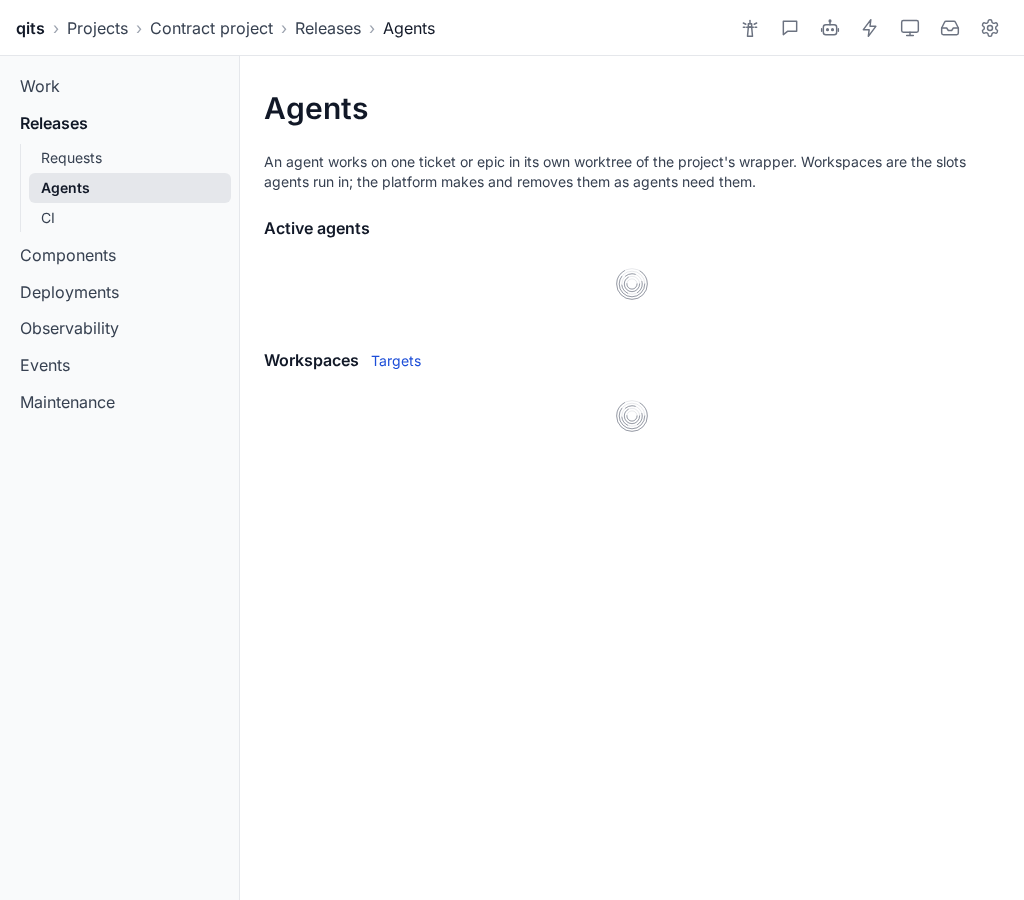 qits › Projects › Contract project › Releases › Agents
Work
Releases
Requests
Agents
CI
Components
Deployments
Observability
Events
Maintenance
Agents
An agent works on one ticket or epic in its own worktree of the project's wrapper. Workspaces are the slots
agents run in; the platform makes and removes them as agents need them.
Active agents
Workspaces Targets